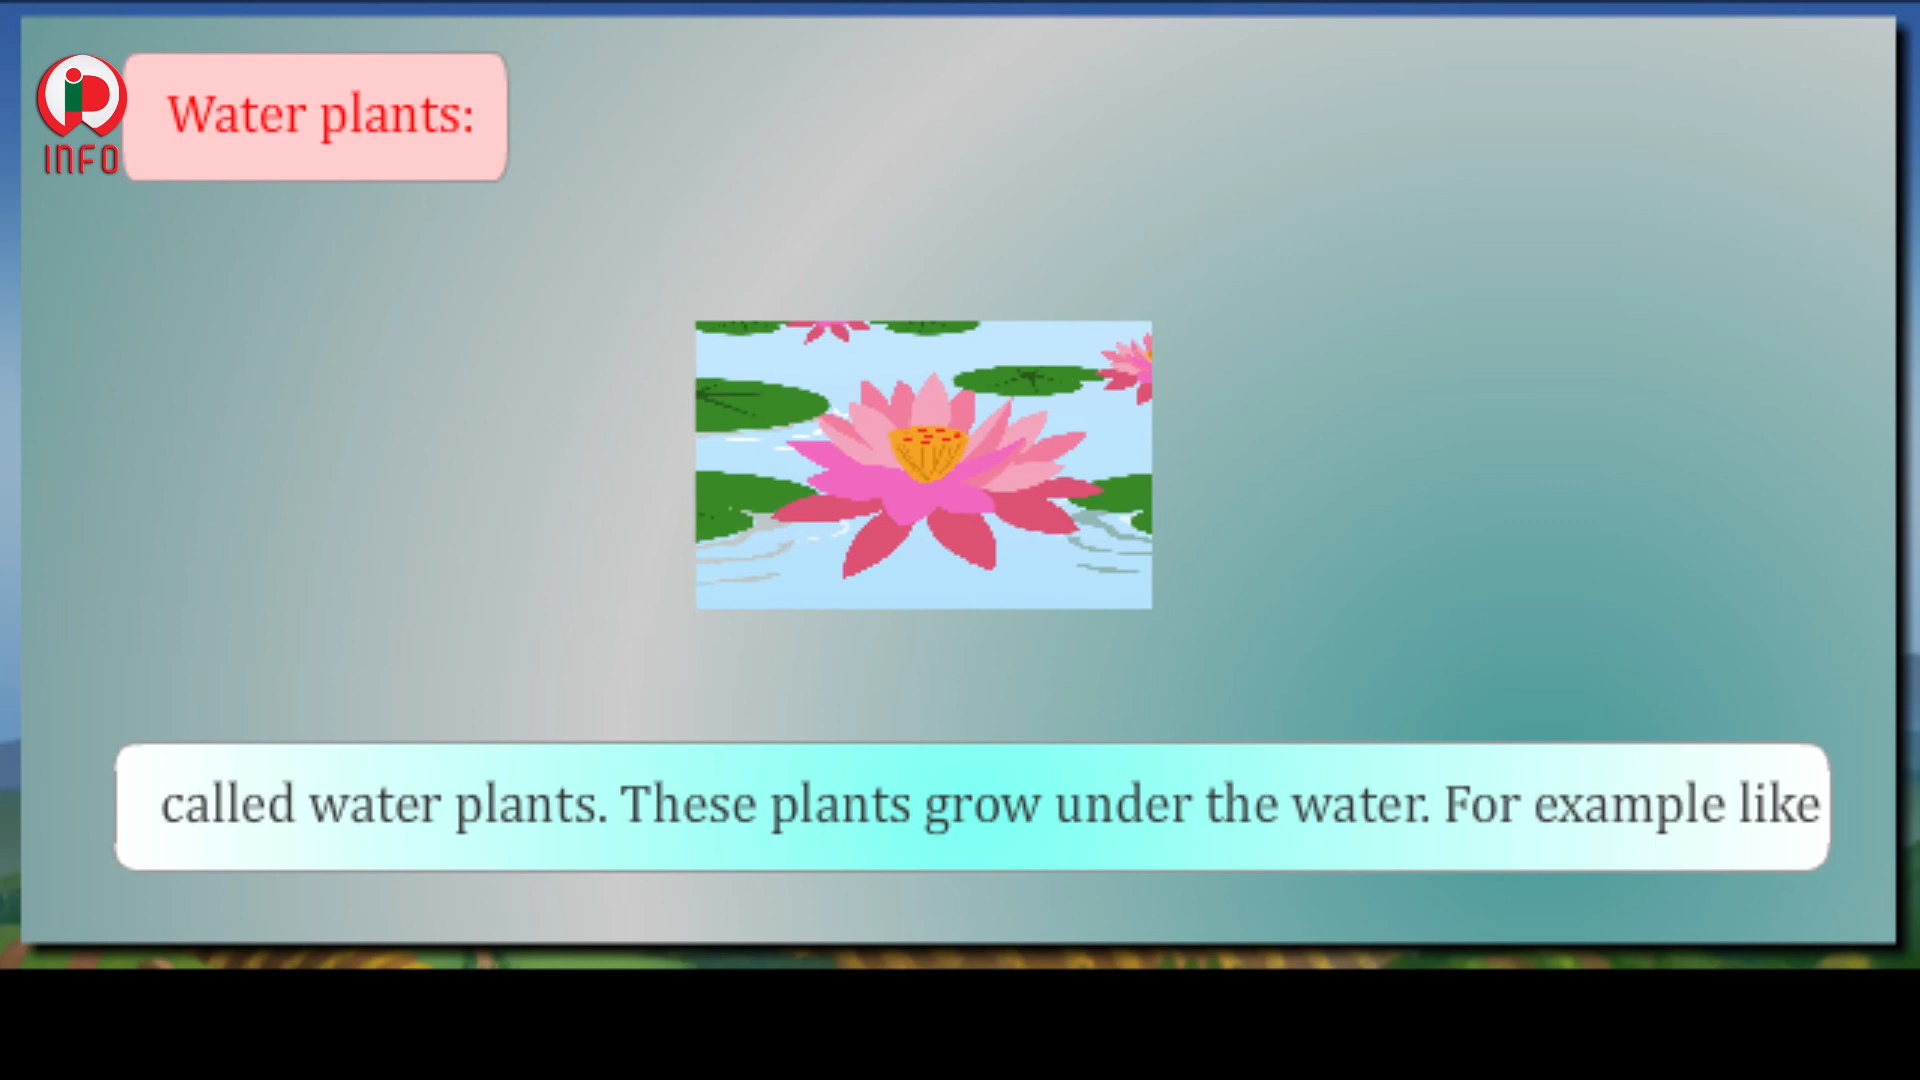 Water plants:
INFO
called water plants. These plants grow under the water. For example like